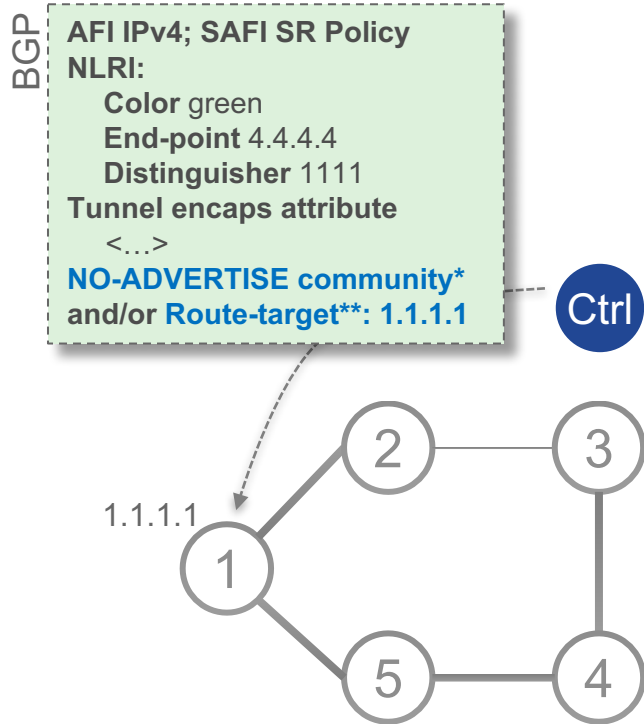 BGP
AFI IPv4; SAFI SR Policy
NLRI:
Color green
End-point 4.4.4.4
Distinguisher 1111
Tunnel encaps attribute
<...>
NO-ADVERTISE community*
and/or Route-target**: 1.1.1.1
Ctrl
2
3
1.1.1.1
1
5
4